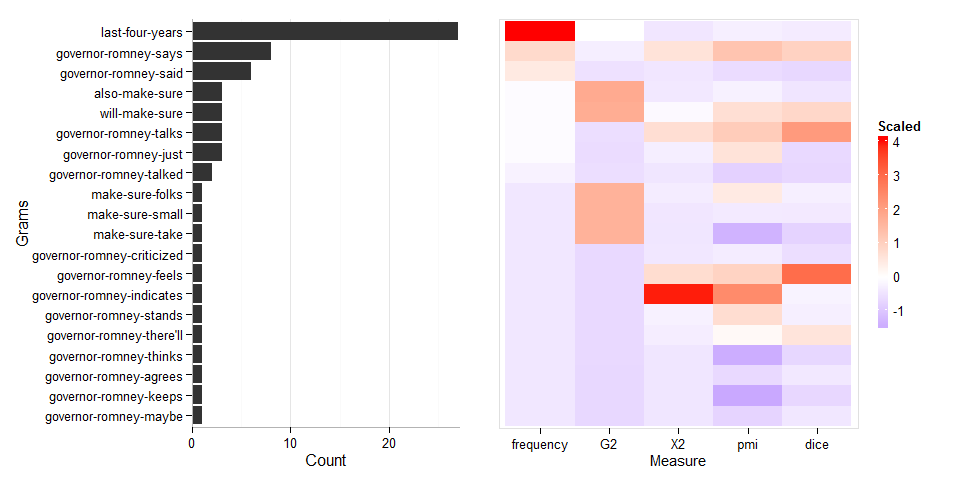 last-four-years
governor-romney-says
governor-romney-said
also-make-sure
will-make-sure
governor-romney-talks
governor-romney-just
governor-romney-talked
make-sure-folks
make-sure-small
make-sure-take
governor-romney-criticized
governor-romney-feels
governor-romney-indicates
governor-romney-stands
governor-romney-there'll
governor-romney-thinks
governor-romney-agrees
governor-romney-keeps
governor-romney-maybe
Grams
0 10 20
Count
frequency G2 X2 pmi dice
Measure
Scaled
4
3
2
1
0
-1